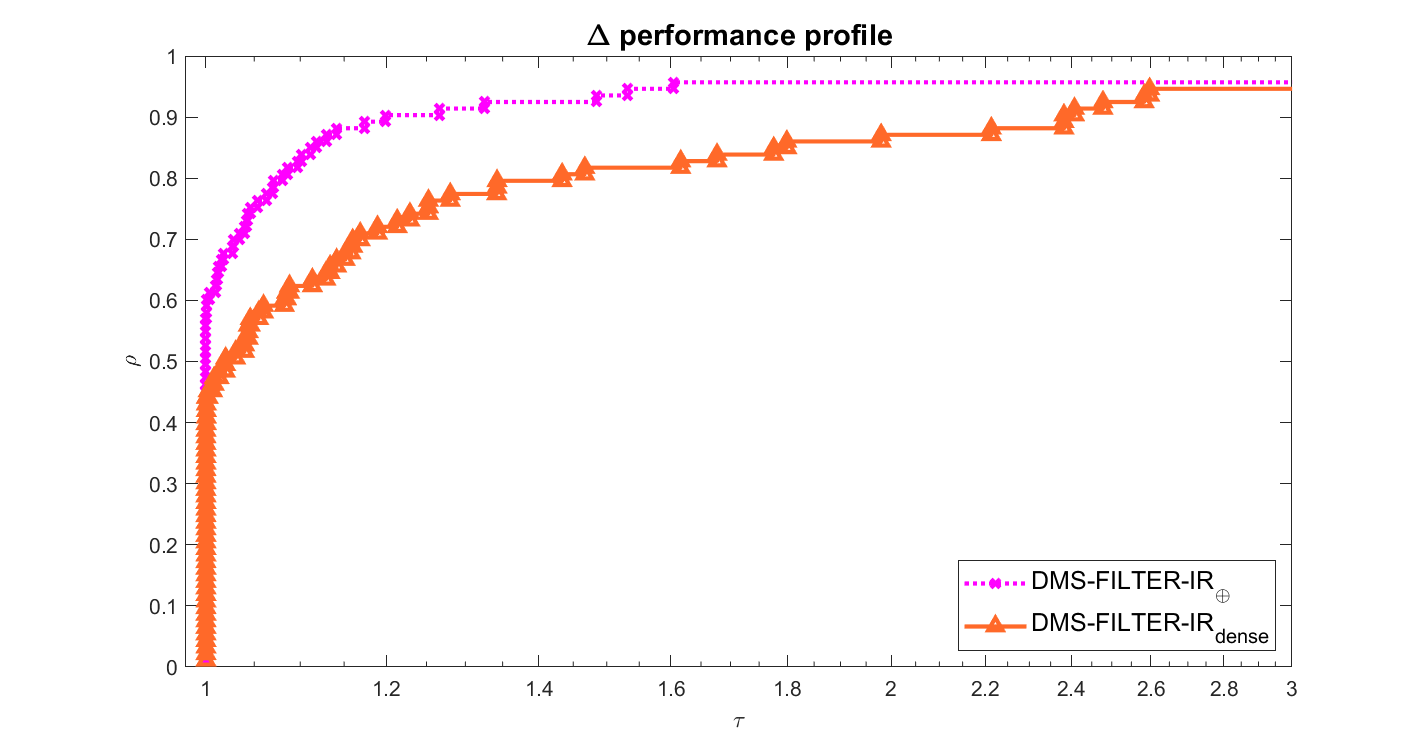 Δ performance profile
1
0.9
0.8
0.7
0.6
0.5
0.4
0.3
0.2
0.1
0
ρ
DMS-FILTER-IR⊕
DMS-FILTER-IRdense
1 1.2 1.4 1.6 1.8 2 2.2 2.4 2.6 2.8 3
τ